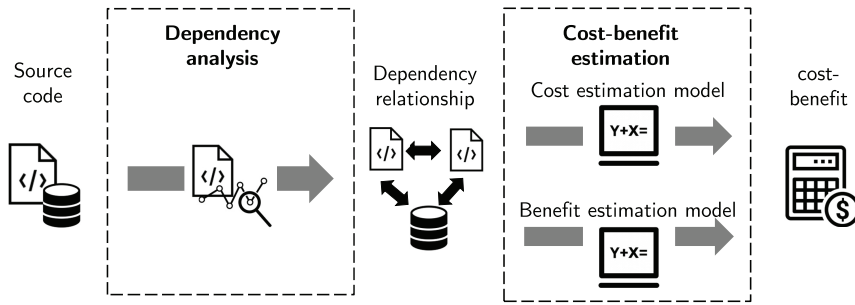 Source
code
</>
Dependency
analysis
</>
Dependency
relationship
</>
</>
Cost-benefit
estimation
Cost estimation model
Y+X=
Benefit estimation model
Y+X=
cost-
benefit
$